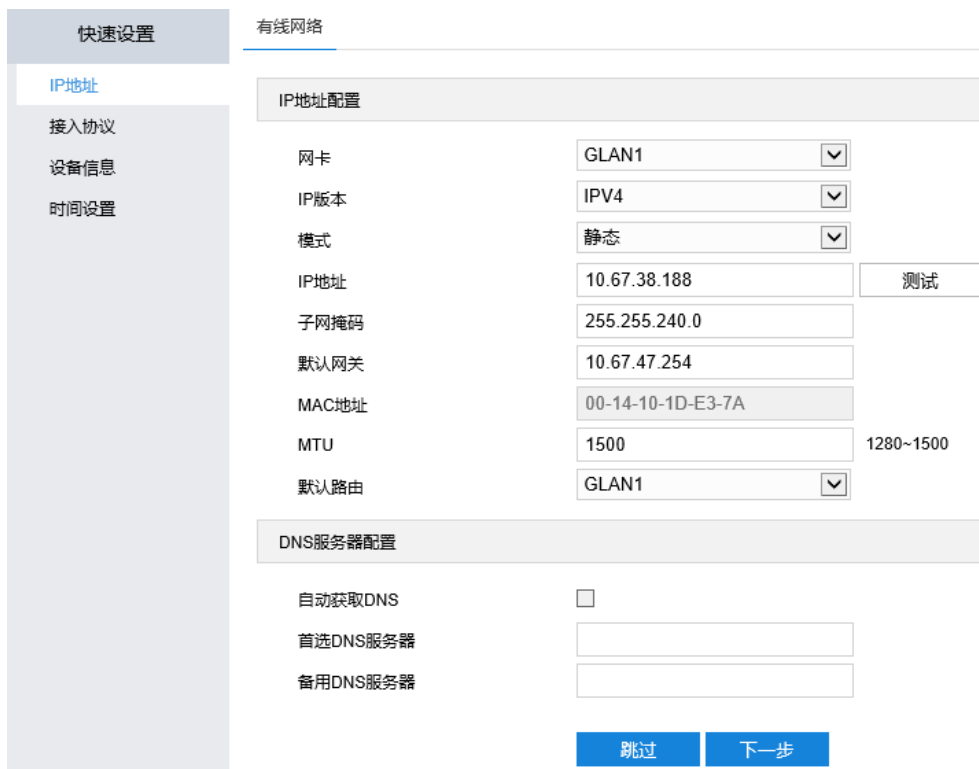 快速设置
IP地址
接入协议
设备信息
时间设置
有线网络
IP地址配置
网卡 GLAN1
IP版本 IPV4
模式 静态
IP地址 10.67.38.188 测试
子网掩码 255.255.240.0
默认网关 10.67.47.254
MAC地址 00-14-10-1D-E3-7A
MTU 1500 1280~1500
默认路由 GLAN1
DNS服务器配置
自动获取DNS
首选DNS服务器
备用DNS服务器
跳过 下一步